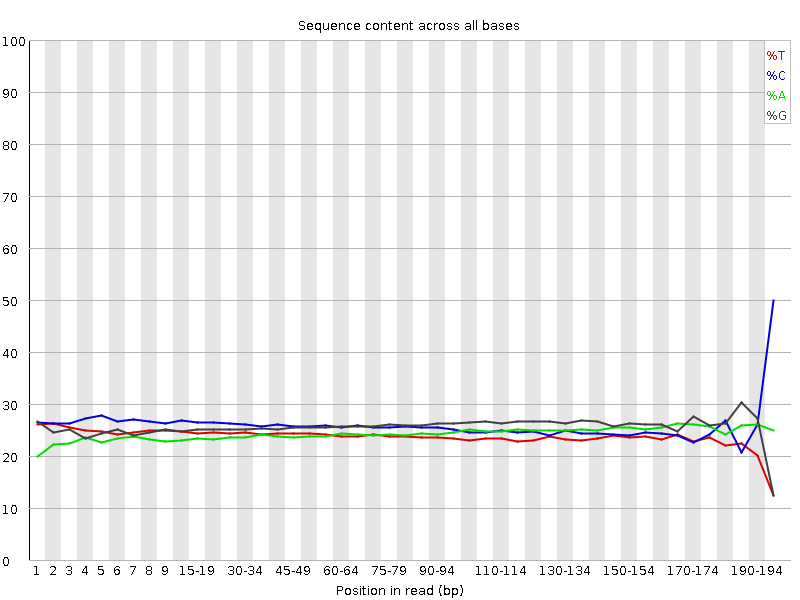 Sequence content across all bases
100
90
80
70
60
50
40
30
20
10
0
%T
%C
%A
%G
1 2 3 4 5 6 7 8 9 15-19 30-34 45-49 60-64 75-79 90-94 110-114 130-134 150-154 170-174 190-194
Position in read (bp)